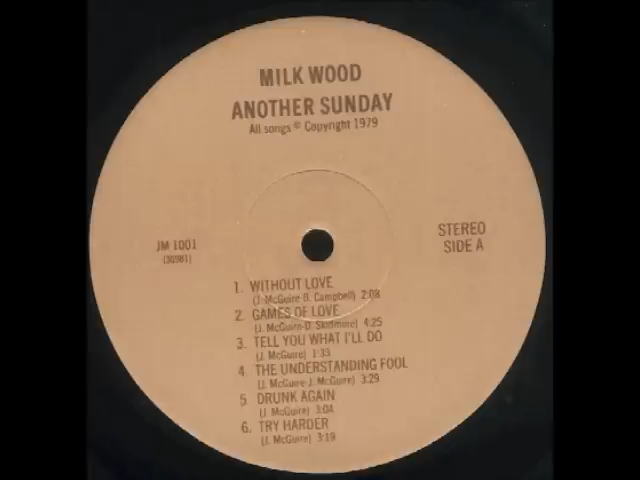 MILK WOOD
ANOTHER SUNDAY
All songs © Copyright 1979
JM 1001
(30981)
STEREO
SIDE A
1. WITHOUT LOVE
(J. McGuire-B. Campbell) 2:08
2. GAMES OF LOVE
(J. McGuire-D. Skidmore) 4:25
3. TELL YOU WHAT I'LL DO
(J. McGuire) 1:33
4. THE UNDERSTANDING FOOL
(J. McGuire-J. McGuire) 3:29
5 DRUNK AGAIN
(J. McGuire) 3:04
6. TRY HARDER
(J. McGuire) 3:19